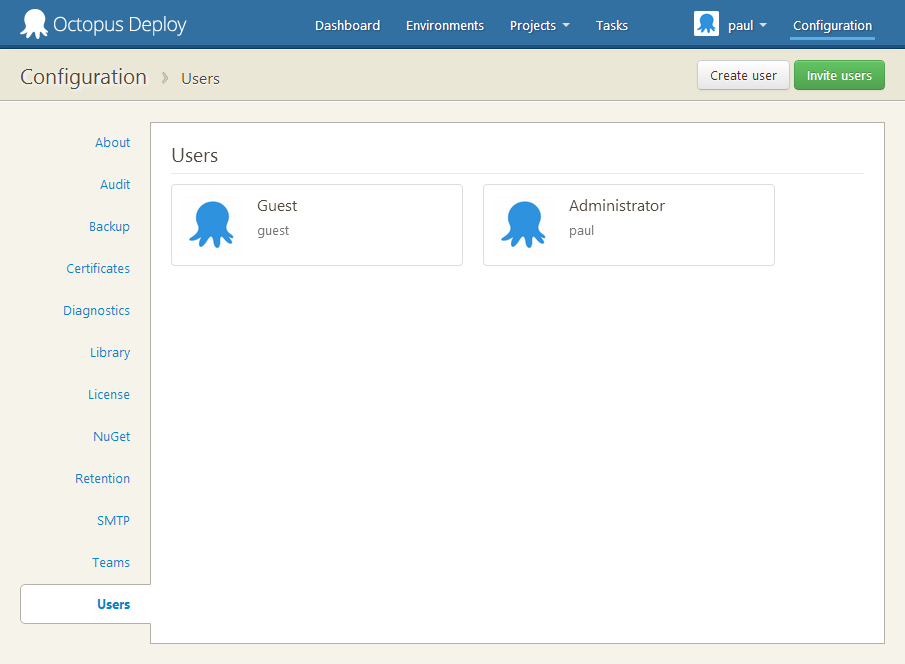 Octopus Deploy Dashboard Environments Projects Tasks paul Configuration
Configuration Users Create user Invite users
About
Audit
Backup
Certificates
Diagnostics
Library
License
NuGet
Retention
SMTP
Teams
Users
Users
Guest
guest
Administrator
paul